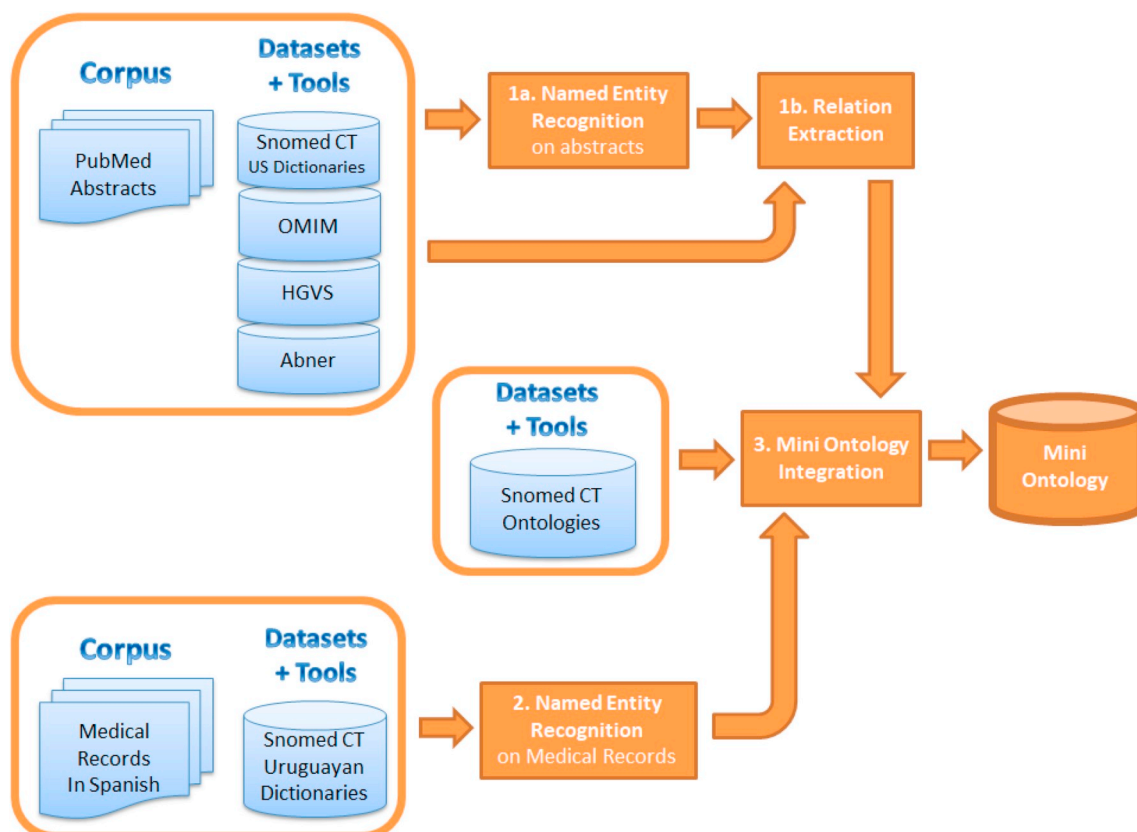 Corpus
PubMed
Abstracts
Datasets
+ Tools
Snomed CT
US Dictionaries
OMIM
HGVS
Abner
1a. Named Entity
Recognition
on abstracts
1b. Relation
Extraction
Datasets
+ Tools
Snomed CT
Ontologies
3. Mini Ontology
Integration
Mini
Ontology
Corpus
Medical
Records
In Spanish
Datasets
+ Tools
Snomed CT
Uruguayan
Dictionaries
2. Named Entity
Recognition
on Medical Records